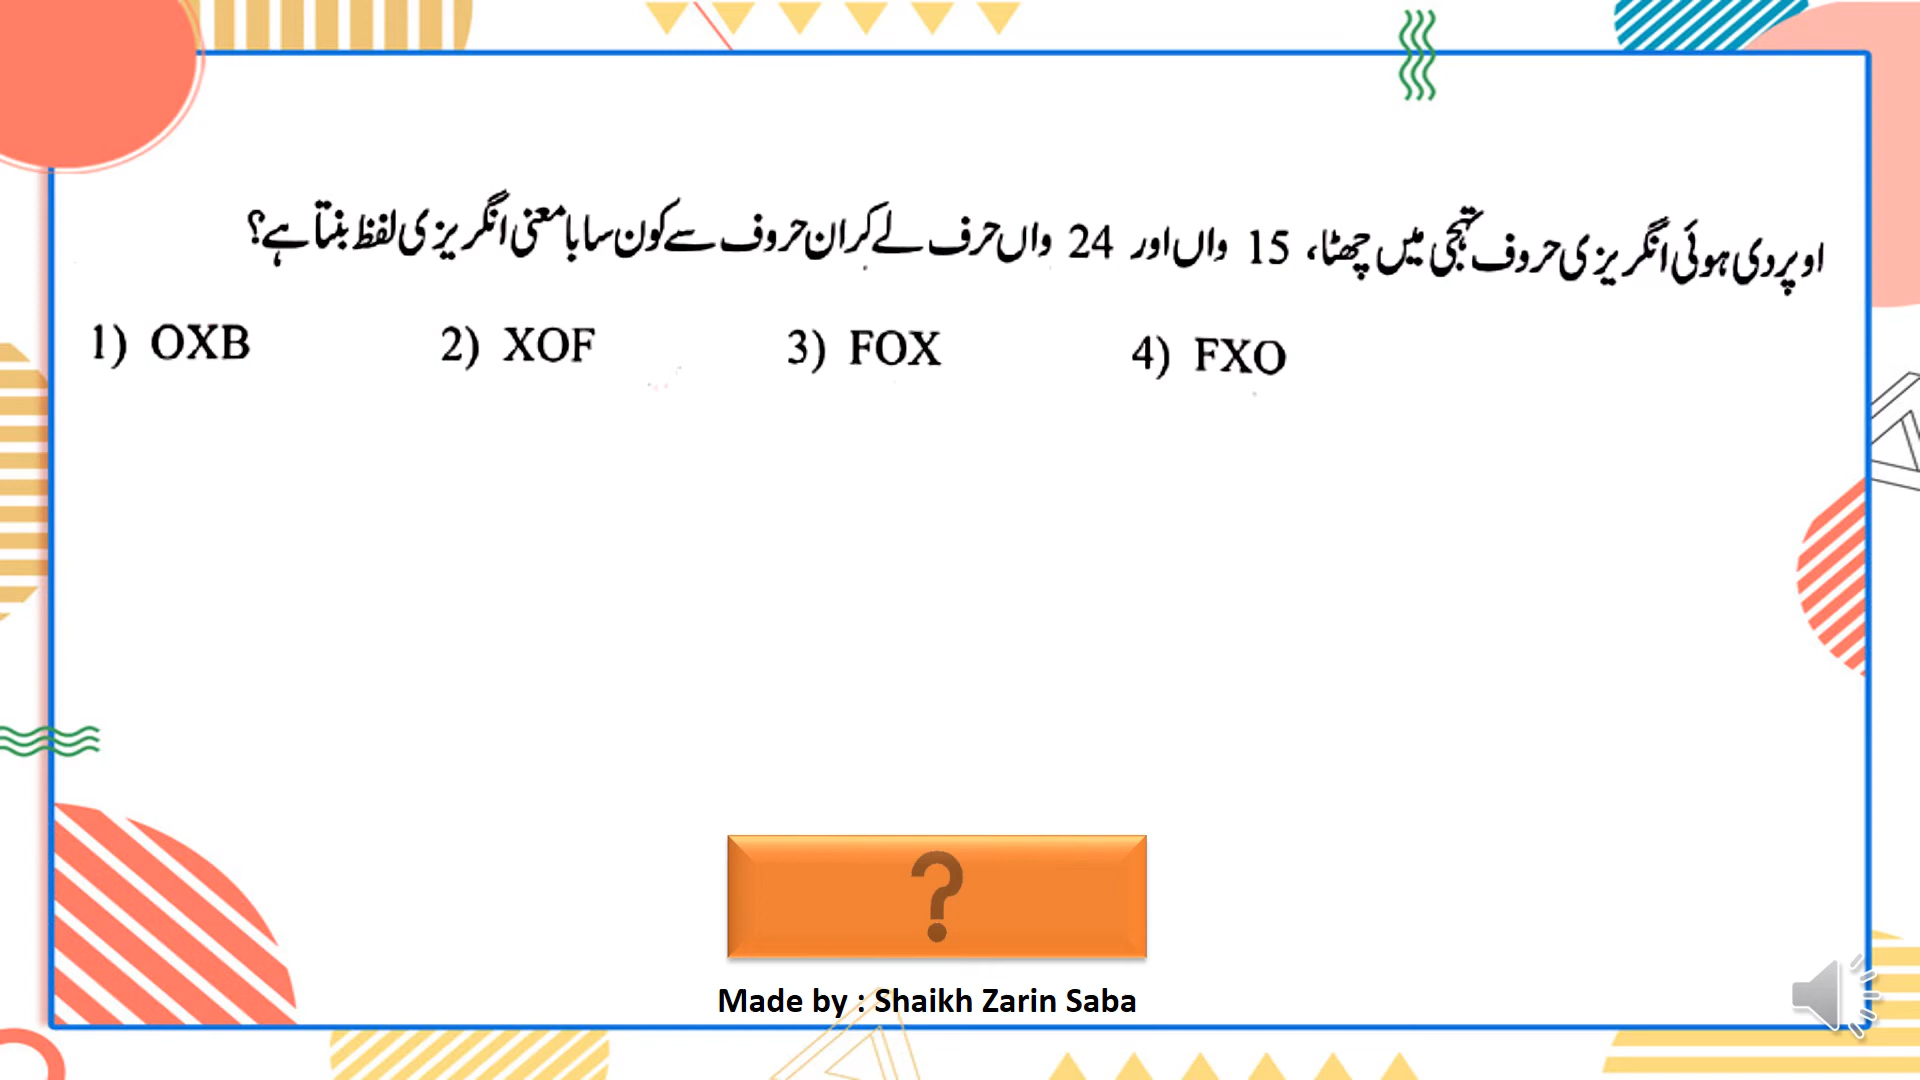 اوپر دی ہوئی انگریزی حروف تہجی میں چھٹا، 15 واں اور 24 واں حرف لے کر ان حروف سے کون سا با معنی انگریزی لفظ بنتا ہے؟
1) OXB 2) XOF 3) FOX 4) FXO
?
Made by : Shaikh Zarin Saba